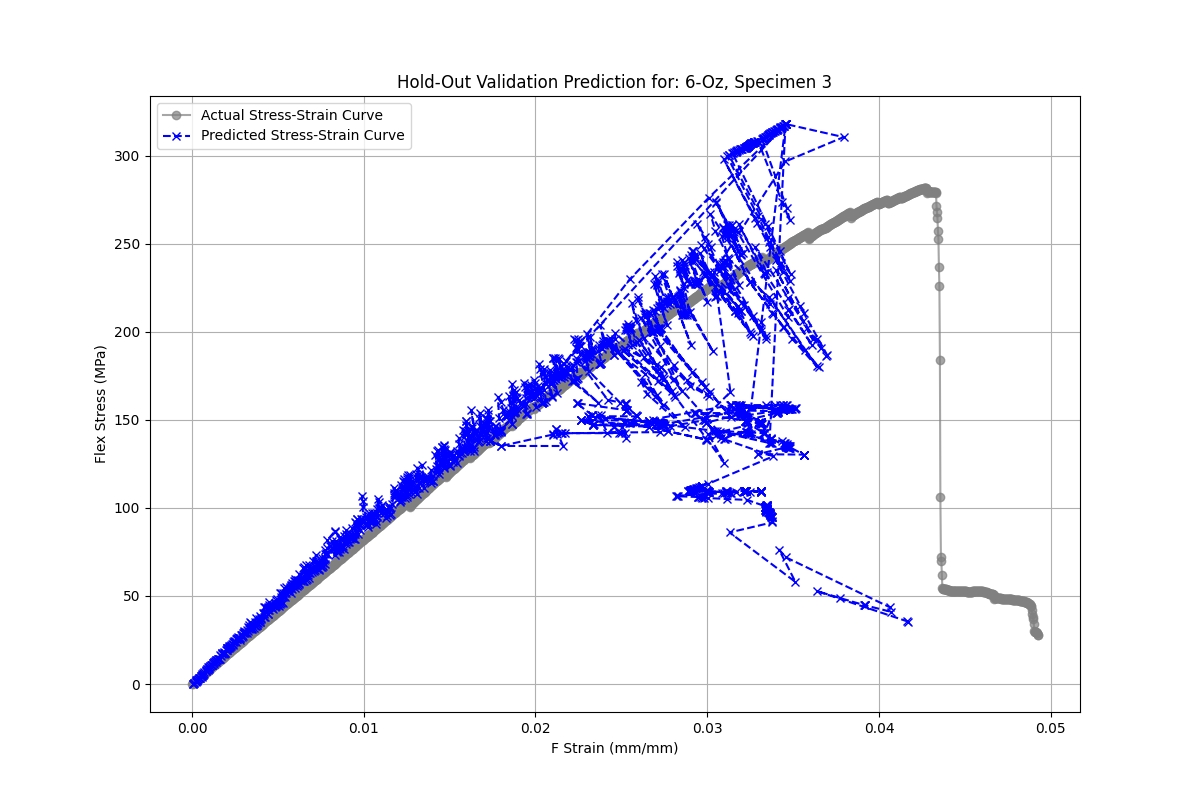 Hold-Out Validation Prediction for: 6-Oz, Specimen 3
Actual Stress-Strain Curve
Predicted Stress-Strain Curve
Flex Stress (MPa)
300
250
200
150
100
50
0
0.00 0.01 0.02 0.03 0.04 0.05
F Strain (mm/mm)